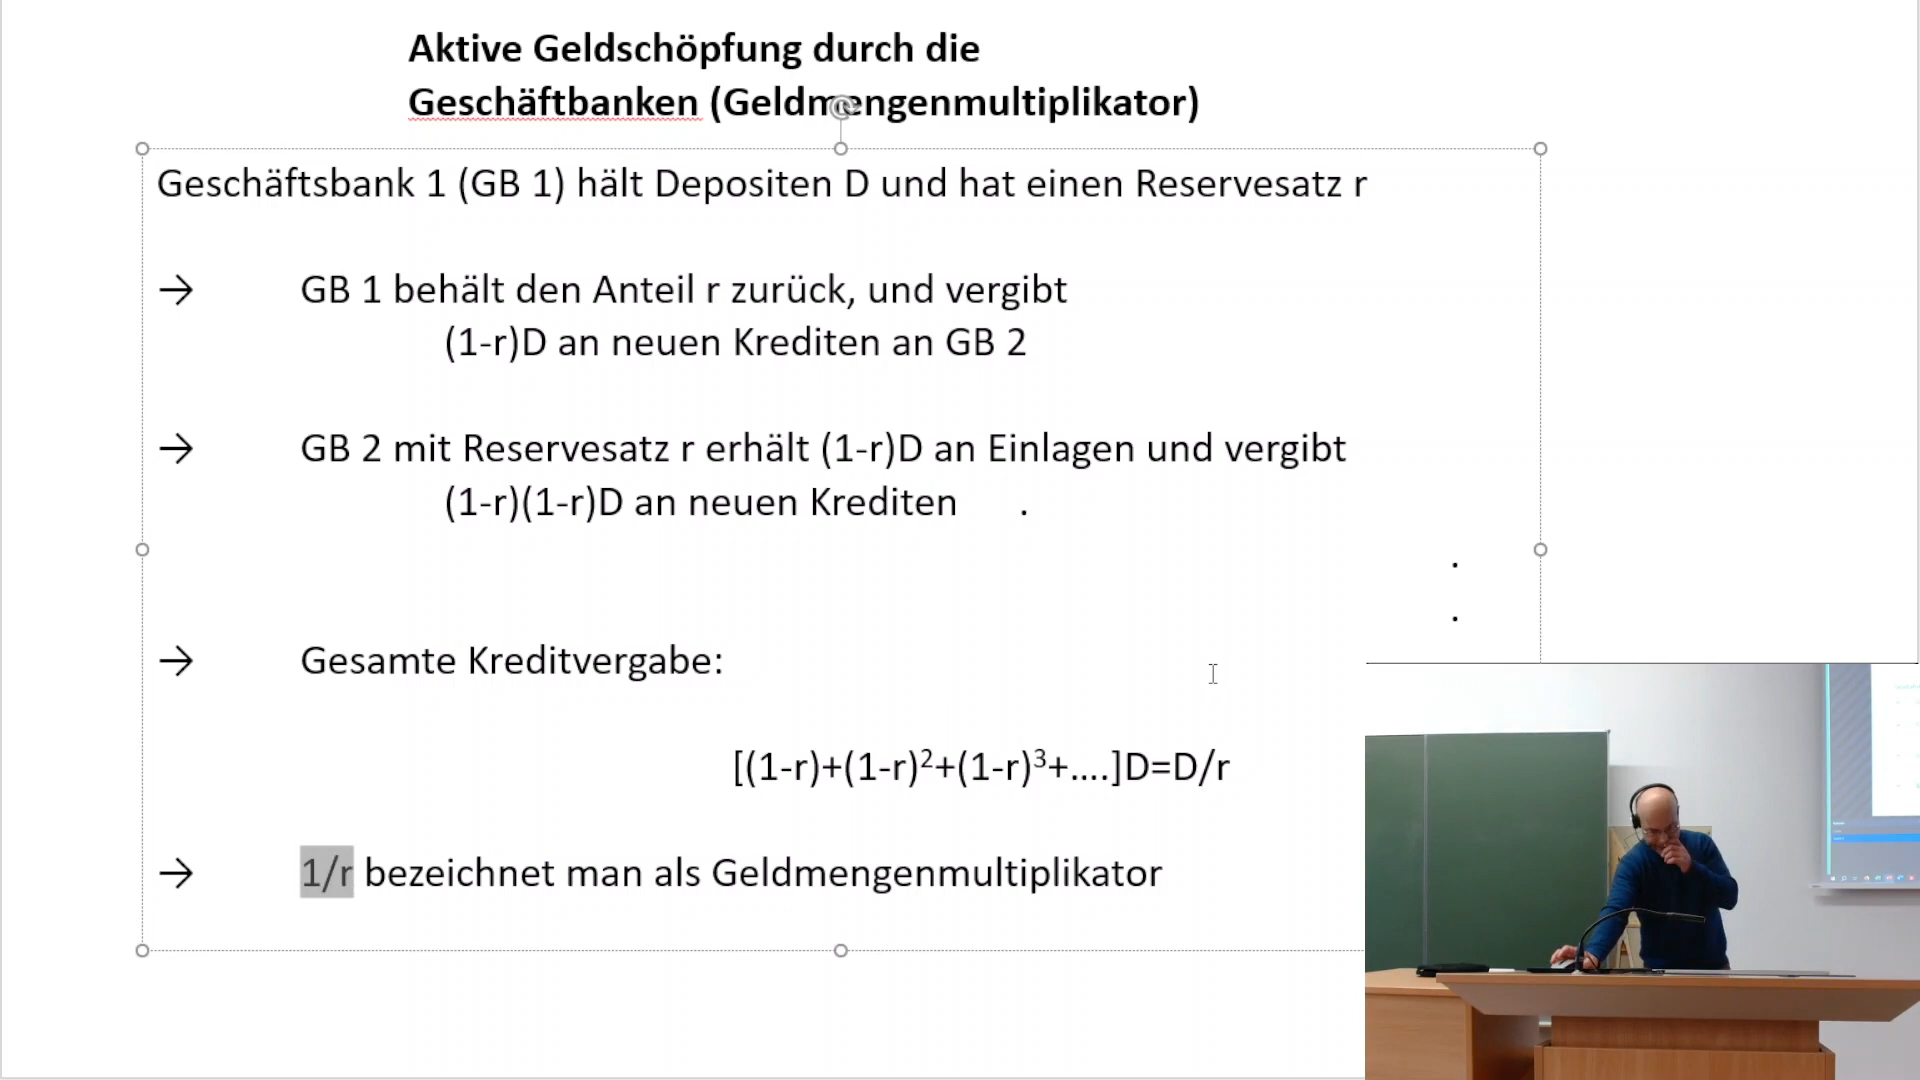 Aktive Geldschöpfung durch die
Geschäftbanken (Geldmengenmultiplikator)
Geschäftsbank 1 (GB 1) hält Depositen D und hat einen Reservesatz r
→ GB 1 behält den Anteil r zurück, und vergibt
(1-r)D an neuen Krediten an GB 2
→ GB 2 mit Reservesatz r erhält (1-r)D an Einlagen und vergibt
(1-r)(1-r)D an neuen Krediten .
.
.
→ Gesamte Kreditvergabe:
[(1-r)+(1-r)²+(1-r)³+....]D=D/r
→ 1/r bezeichnet man als Geldmengenmultiplikator